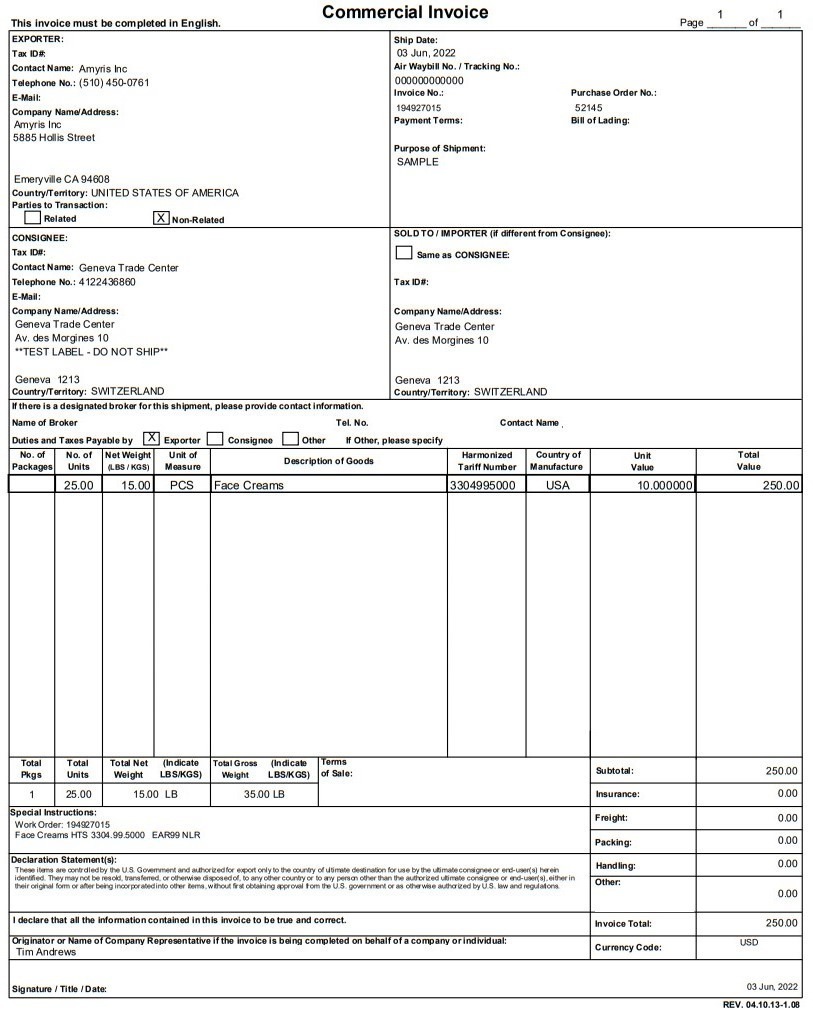 Commercial Invoice
This invoice must be completed in English.
Page 1 of 1
EXPORTER:
Tax ID#:
Contact Name: Amyris Inc
Telephone No.: (510) 450-0761
E-Mail:
Company Name/Address:
Amyris Inc
5885 Hollis Street
Emeryville CA 94608
Country/Territory: UNITED STATES OF AMERICA
Parties to Transaction:
Related X Non-Related
Ship Date:
03 Jun, 2022
Air Waybill No. / Tracking No.:
000000000000
Invoice No.: Purchase Order No.:
194927015 52145
Payment Terms: Bill of Lading:
Purpose of Shipment:
SAMPLE
CONSIGNEE:
Tax ID#:
Contact Name: Geneva Trade Center
Telephone No.: 4122436860
E-Mail:
Company Name/Address:
Geneva Trade Center
Av. des Morgines 10
**TEST LABEL - DO NOT SHIP**
Geneva 1213
Country/Territory: SWITZERLAND
SOLD TO / IMPORTER (if different from Consignee):
Same as CONSIGNEE:
Tax ID#:
Company Name/Address:
Geneva Trade Center
Av. des Morgines 10
Geneva 1213
Country/Territory: SWITZERLAND
If there is a designated broker for this shipment, please provide contact information.
Name of Broker Tel. No. Contact Name
Duties and Taxes Payable by X Exporter Consignee Other If Other, please specify
No. of Packages No. of Units Net Weight (LBS / KGS) Unit of Measure Description of Goods Harmonized Tariff Number Country of Manufacture Unit Value Total Value
25.00 15.00 PCS Face Creams 3304995000 USA 10.000000 250.00
Total Pkgs Total Units Total Net Weight (Indicate LBS/KGS) Total Gross Weight (Indicate LBS/KGS) Terms of Sale:
1 25.00 15.00 LB 35.00 LB
Subtotal: 250.00
Insurance: 0.00
Freight: 0.00
Packing: 0.00
Handling: 0.00
Other: 0.00
Invoice Total: 250.00
Currency Code: USD
Special Instructions:
Work Order: 194927015
Face Creams HTS 3304.99.5000 EAR99 NLR
Declaration Statement(s):
These items are controlled by the U.S. Government and authorized for export only to the country of ultimate destination for use by the ultimate consignee or end-user(s) herein
identified. They may not be resold, transferred, or otherwise disposed of, to any other country or to any person other than the authorized ultimate consignee or end-user(s), either in
their original form or after being incorporated into other items, without first obtaining approval from the U.S. government or as otherwise authorized by U.S. law and regulations.
I declare that all the information contained in this invoice to be true and correct.
Originator or Name of Company Representative if the invoice is being completed on behalf of a company or individual:
Tim Andrews
Signature / Title / Date: 03 Jun, 2022
REV. 04.10.13-1.08